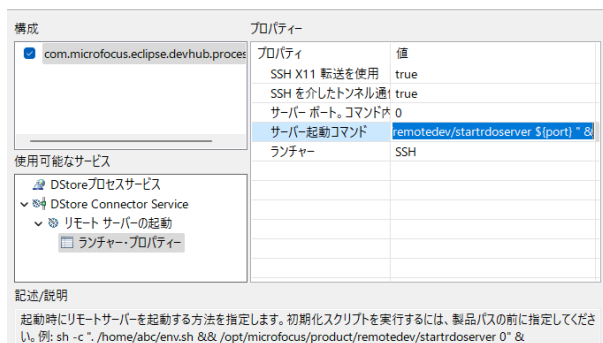 構成
プロパティー
com.microfocus.eclipse.devhub.proces
プロパティ 値
SSH X11 転送を使用 true
SSH を介したトンネル通 true
サーバー ポート。コマンド内 0
サーバー起動コマンド remotedev/startrdoserver ${port} " &
ランチャー SSH
使用可能なサービス
DStoreプロセスサービス
DStore Connector Service
リモート サーバーの起動
ランチャー・プロパティー
記述/説明
起動時にリモートサーバーを起動する方法を指定します。初期化スクリプトを実行するには、製品パスの前に指定してくださ
い。例: sh -c ". /home/abc/env.sh && /opt/microfocus/product/remotedev/startrdoserver 0" &